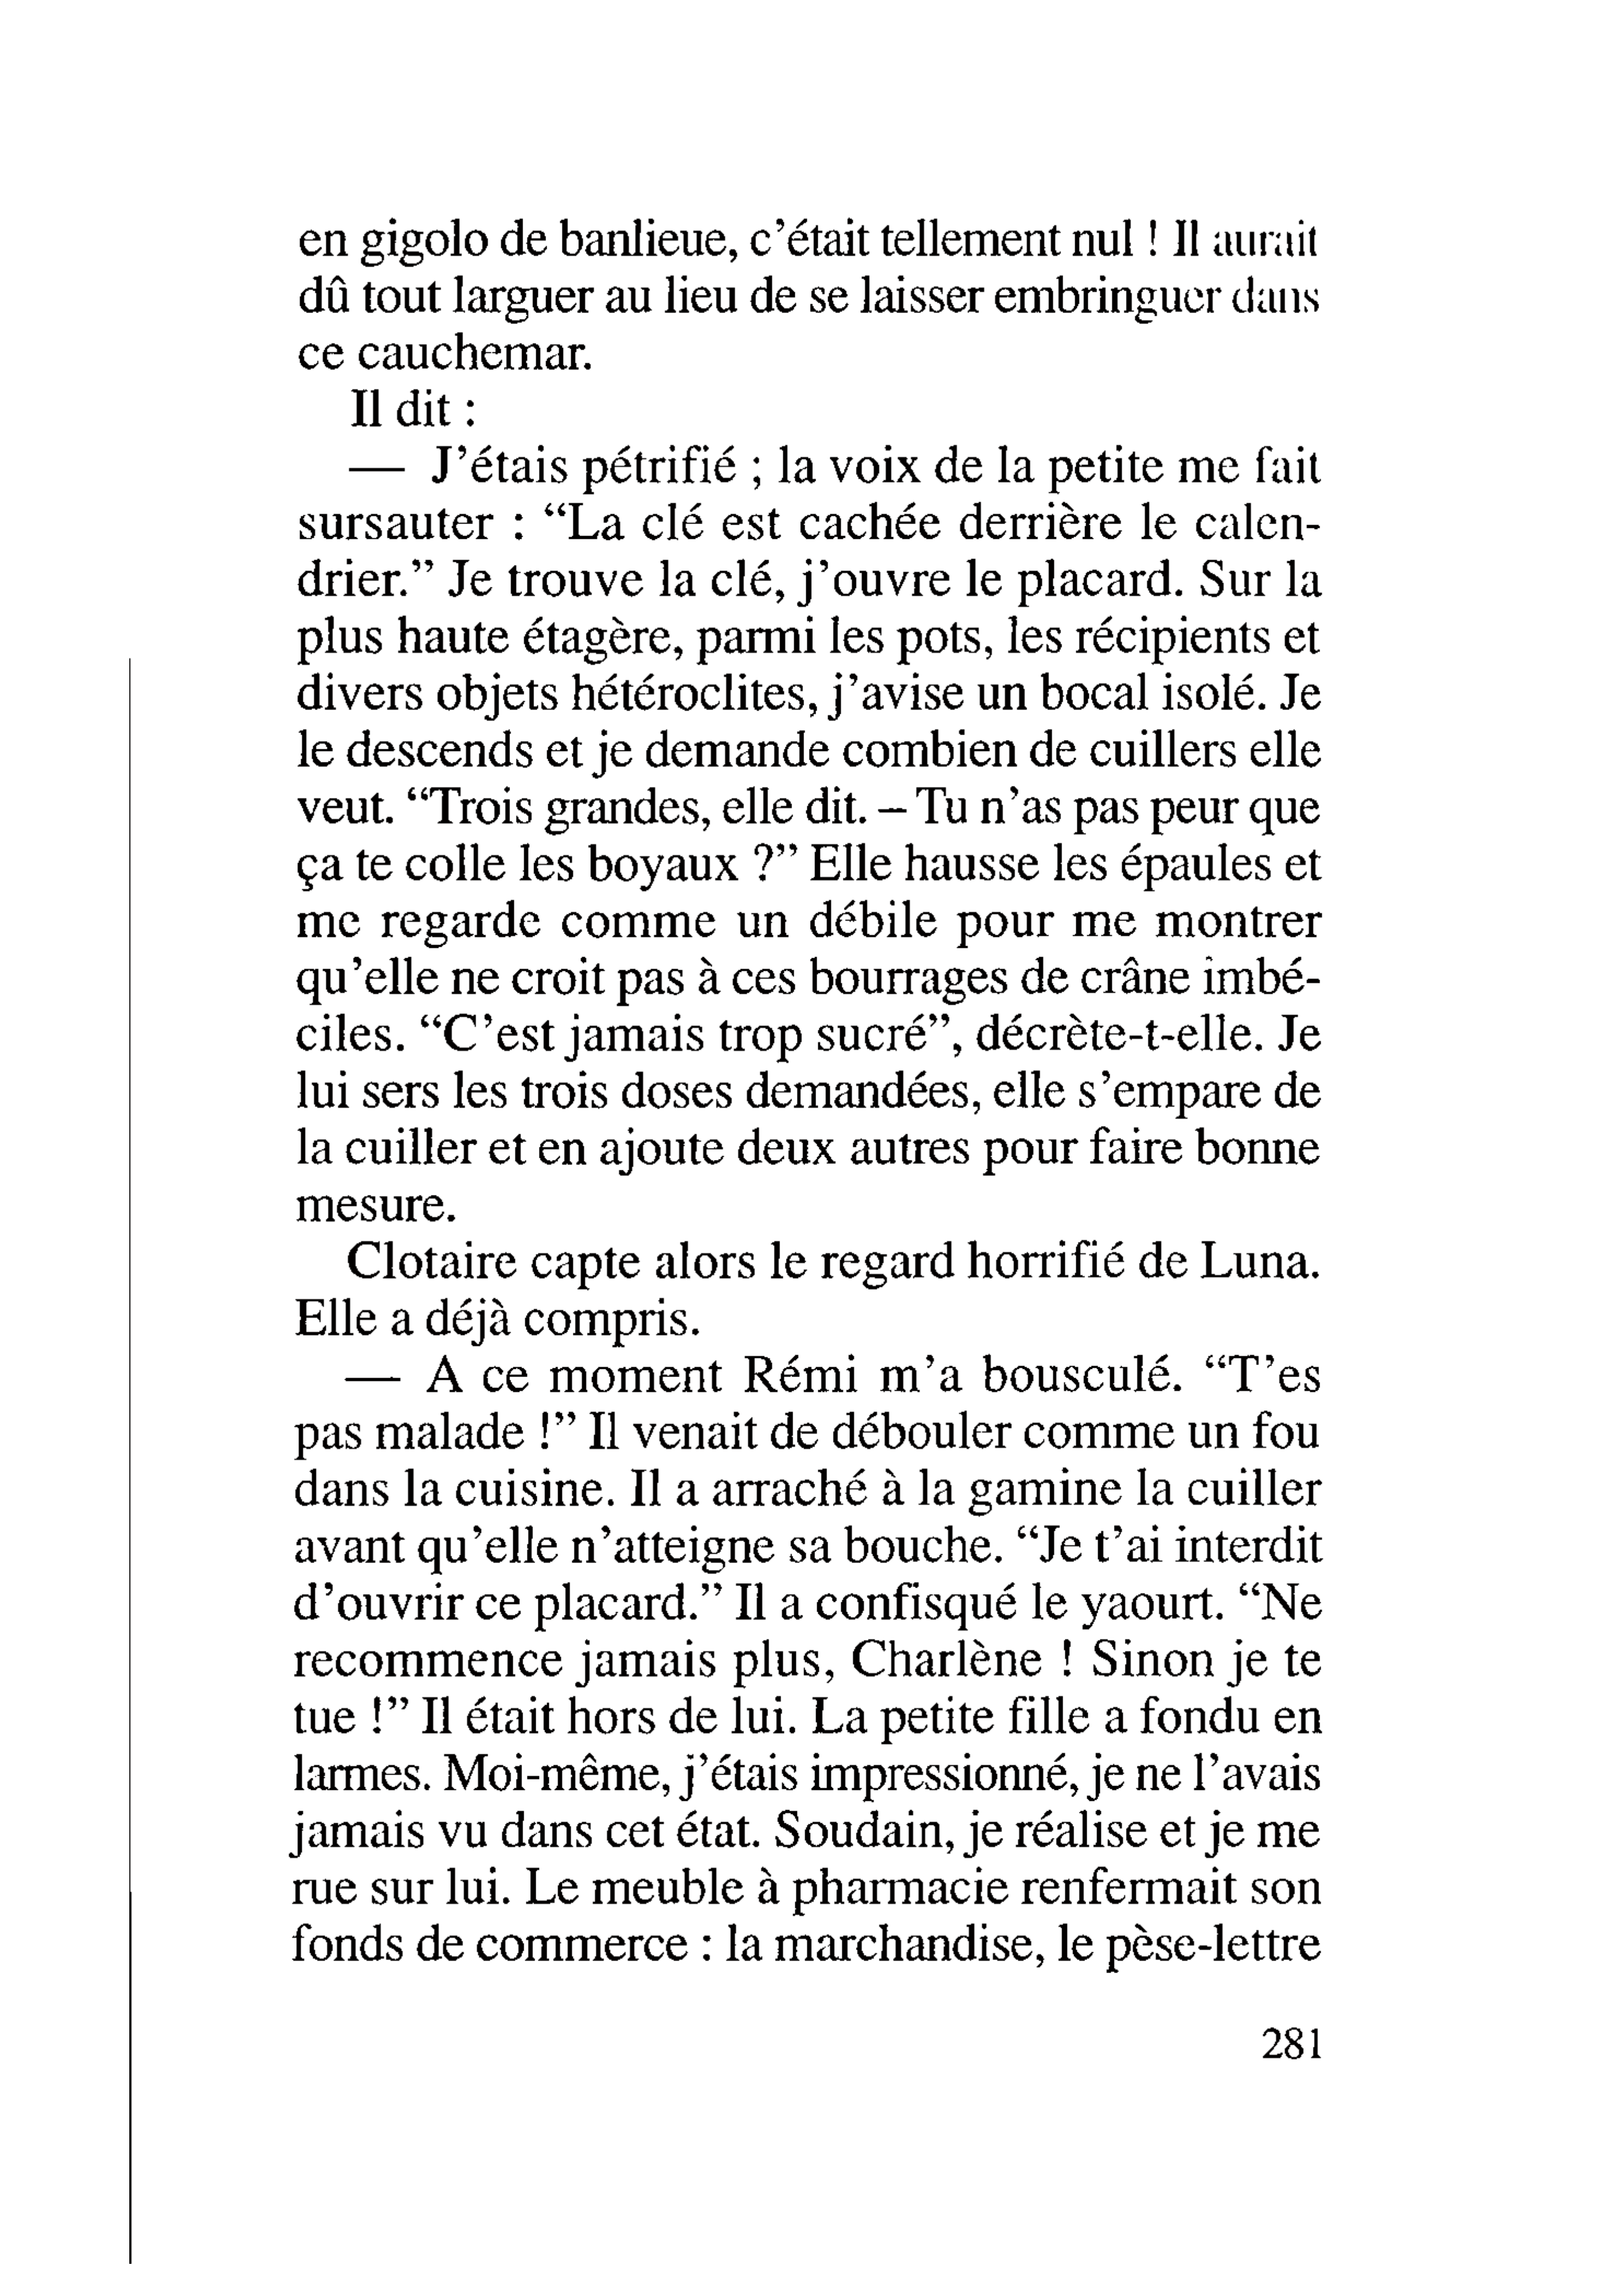 en gigolo de banlieue, c’était tellement nul ! Il aurait
dû tout larguer au lieu de se laisser embringuer dans
ce cauchemar.
Il dit :
— J’étais pétrifié ; la voix de la petite me fait
sursauter : “La clé est cachée derrière le calen-
drier.” Je trouve la clé, j’ouvre le placard. Sur la
plus haute étagère, parmi les pots, les récipients et
divers objets hétéroclites, j’avise un bocal isolé. Je
le descends et je demande combien de cuillers elle
veut. “Trois grandes, elle dit. – Tu n’as pas peur que
ça te colle les boyaux ?” Elle hausse les épaules et
me regarde comme un débile pour me montrer
qu’elle ne croit pas à ces bourrages de crâne imbé-
ciles. “C’est jamais trop sucré”, décrète-t-elle. Je
lui sers les trois doses demandées, elle s’empare de
la cuiller et en ajoute deux autres pour faire bonne
mesure.
Clotaire capte alors le regard horrifié de Luna.
Elle a déjà compris.
— A ce moment Rémi m’a bousculé. “T’es
pas malade !” Il venait de débouler comme un fou
dans la cuisine. Il a arraché à la gamine la cuiller
avant qu’elle n’atteigne sa bouche. “Je t’ai interdit
d’ouvrir ce placard.” Il a confisqué le yaourt. “Ne
recommence jamais plus, Charlène ! Sinon je te
tue !” Il était hors de lui. La petite fille a fondu en
larmes. Moi-même, j’étais impressionné, je ne l’avais
jamais vu dans cet état. Soudain, je réalise et je me
rue sur lui. Le meuble à pharmacie renfermait son
fonds de commerce : la marchandise, le pèse-lettre
281